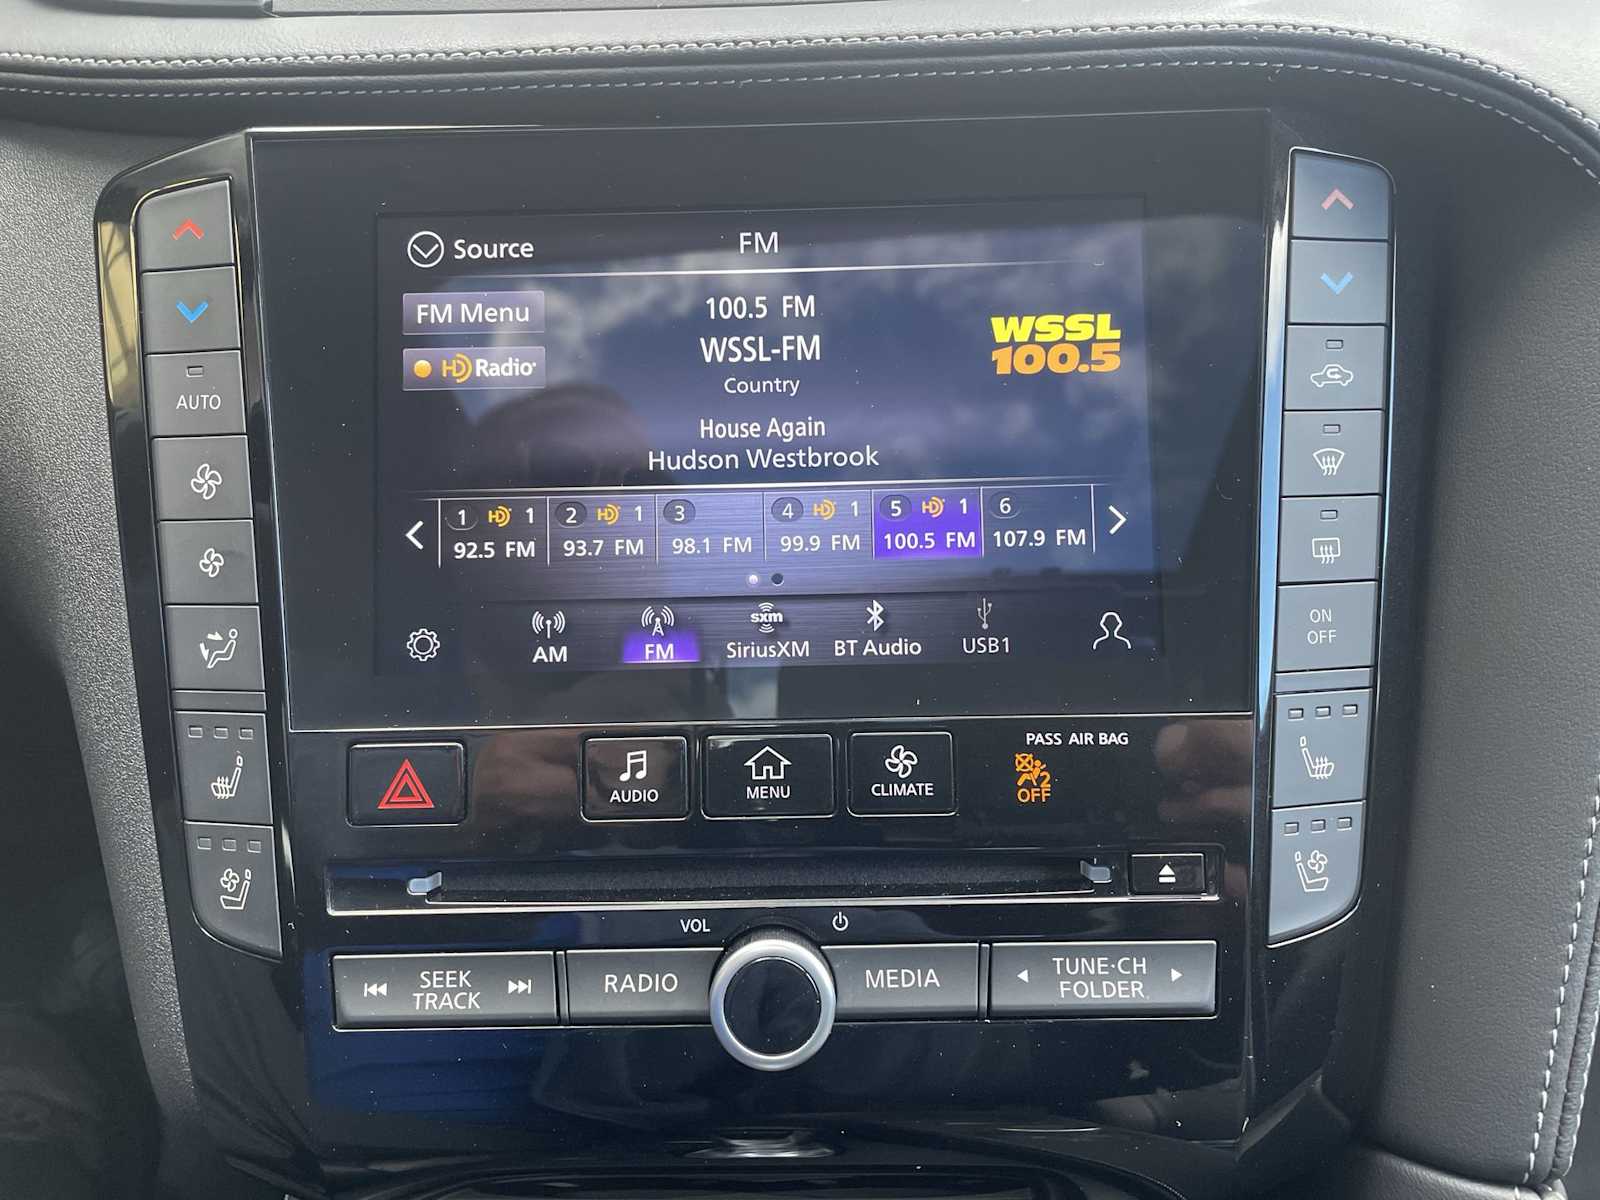 Source
FM
FM Menu
100.5 FM
WSSL
100.5
WSSL-FM
HD Radio
Country
House Again
Hudson Westbrook
1 HD 1
2 HD 1
3
4 HD 1
5 HD 1
6
92.5 FM
93.7 FM
98.1 FM
99.9 FM
100.5 FM
107.9 FM
AM
FM
sxm
SiriusXM
BT Audio
USB1
AUTO
ON
OFF
AUDIO
MENU
CLIMATE
PASS AIR BAG
2
OFF
VOL
SEEK
TRACK
RADIO
MEDIA
TUNE·CH
FOLDER